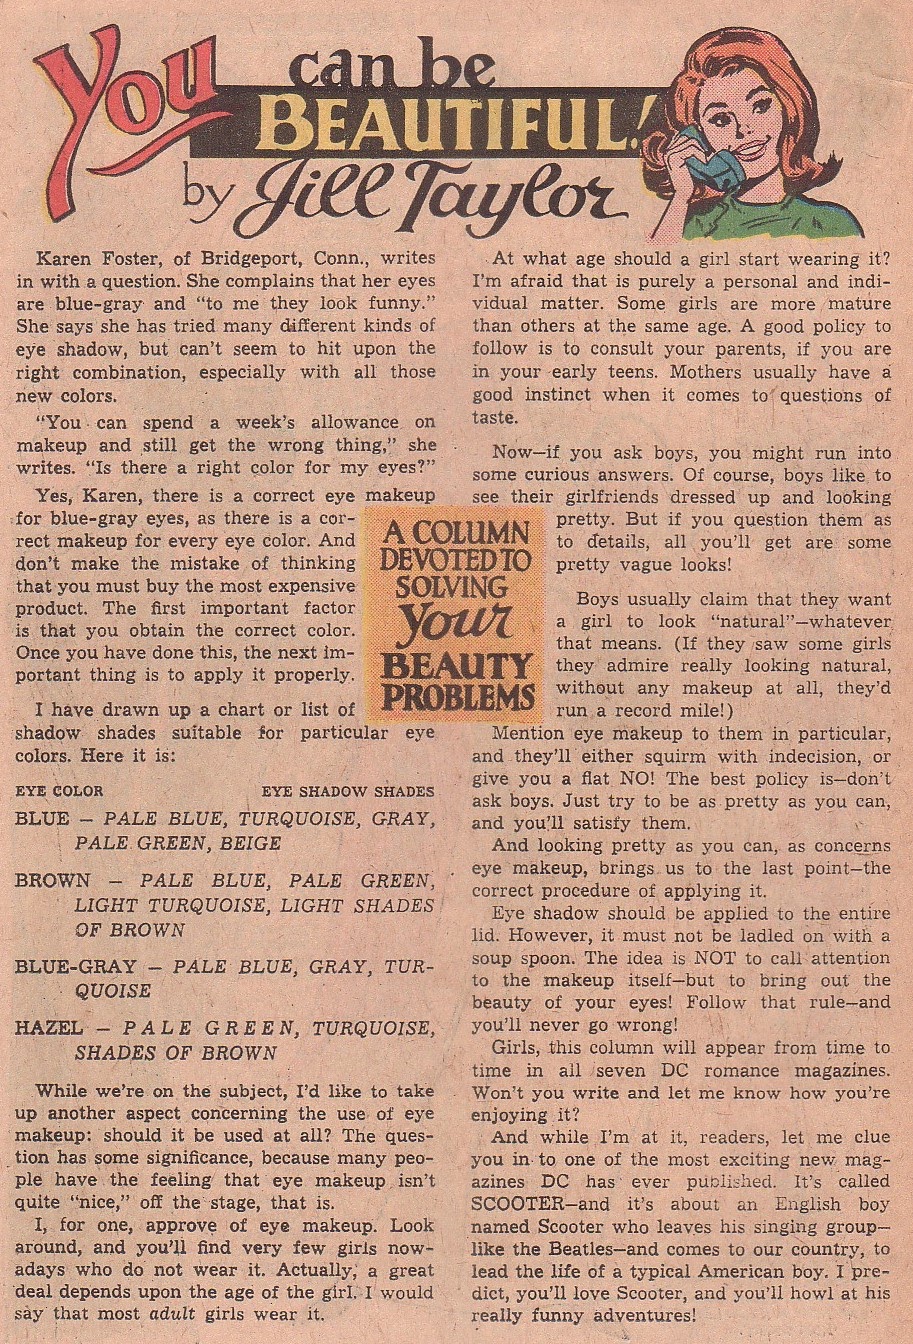 You
can be
BEAUTIFUL!
by Jill Taylor
Karen Foster, of Bridgeport, Conn., writes
in with a question. She complains that her eyes
are blue-gray and “to me they look funny.”
She says she has tried many different kinds of
eye shadow, but can’t seem to hit upon the
right combination, especially with all those
new colors.
“You can spend a week’s allowance on
makeup and still get the wrong thing,” she
writes. “Is there a right color for my eyes?”
Yes, Karen, there is a correct eye makeup
for blue-gray eyes, as there is a cor-
rect makeup for every eye color. And
don’t make the mistake of thinking
that you must buy the most expensive
product. The first important factor
is that you obtain the correct color.
Once you have done this, the next im-
portant thing is to apply it properly.
I have drawn up a chart or list of
shadow shades suitable for particular eye
colors. Here it is:
EYE COLOR EYE SHADOW SHADES
BLUE — PALE BLUE, TURQUOISE, GRAY,
PALE GREEN, BEIGE
BROWN — PALE BLUE, PALE GREEN,
LIGHT TURQUOISE, LIGHT SHADES
OF BROWN
BLUE-GRAY — PALE BLUE, GRAY, TUR-
QUOISE
HAZEL — PALE GREEN, TURQUOISE,
SHADES OF BROWN
While we’re on the subject, I’d like to take
up another aspect concerning the use of eye
makeup: should it be used at all? The ques-
tion has some significance, because many peo-
ple have the feeling that eye makeup isn’t
quite “nice,” off the stage, that is.
I, for one, approve of eye makeup. Look
around, and you’ll find very few girls now-
adays who do not wear it. Actually, a great
deal depends upon the age of the girl. I would
say that most adult girls wear it.
A COLUMN
DEVOTED TO
SOLVING
Your
BEAUTY
PROBLEMS
At what age should a girl start wearing it?
I’m afraid that is purely a personal and indi-
vidual matter. Some girls are more mature
than others at the same age. A good policy to
follow is to consult your parents, if you are
in your early teens. Mothers usually have a
good instinct when it comes to questions of
taste.
Now—if you ask boys, you might run into
some curious answers. Of course, boys like to
see their girlfriends dressed up and looking
pretty. But if you question them as
to details, all you’ll get are some
pretty vague looks!
Boys usually claim that they want
a girl to look “natural”—whatever
that means. (If they saw some girls
they admire really looking natural,
without any makeup at all, they’d
run a record mile!)
Mention eye makeup to them in particular,
and they’ll either squirm with indecision, or
give you a flat NO! The best policy is—don’t
ask boys. Just try to be as pretty as you can,
and you’ll satisfy them.
And looking pretty as you can, as concerns
eye makeup, brings us to the last point—the
correct procedure of applying it.
Eye shadow should be applied to the entire
lid. However, it must not be ladled on with a
soup spoon. The idea is NOT to call attention
to the makeup itself—but to bring out the
beauty of your eyes! Follow that rule—and
you’ll never go wrong!
Girls, this column will appear from time to
time in all seven DC romance magazines.
Won’t you write and let me know how you’re
enjoying it?
And while I’m at it, readers, let me clue
you in to one of the most exciting new mag-
azines DC has ever published. It’s called
SCOOTER—and it’s about an English boy
named Scooter who leaves his singing group—
like the Beatles—and comes to our country, to
lead the life of a typical American boy. I pre-
dict, you’ll love Scooter, and you’ll howl at his
really funny adventures!